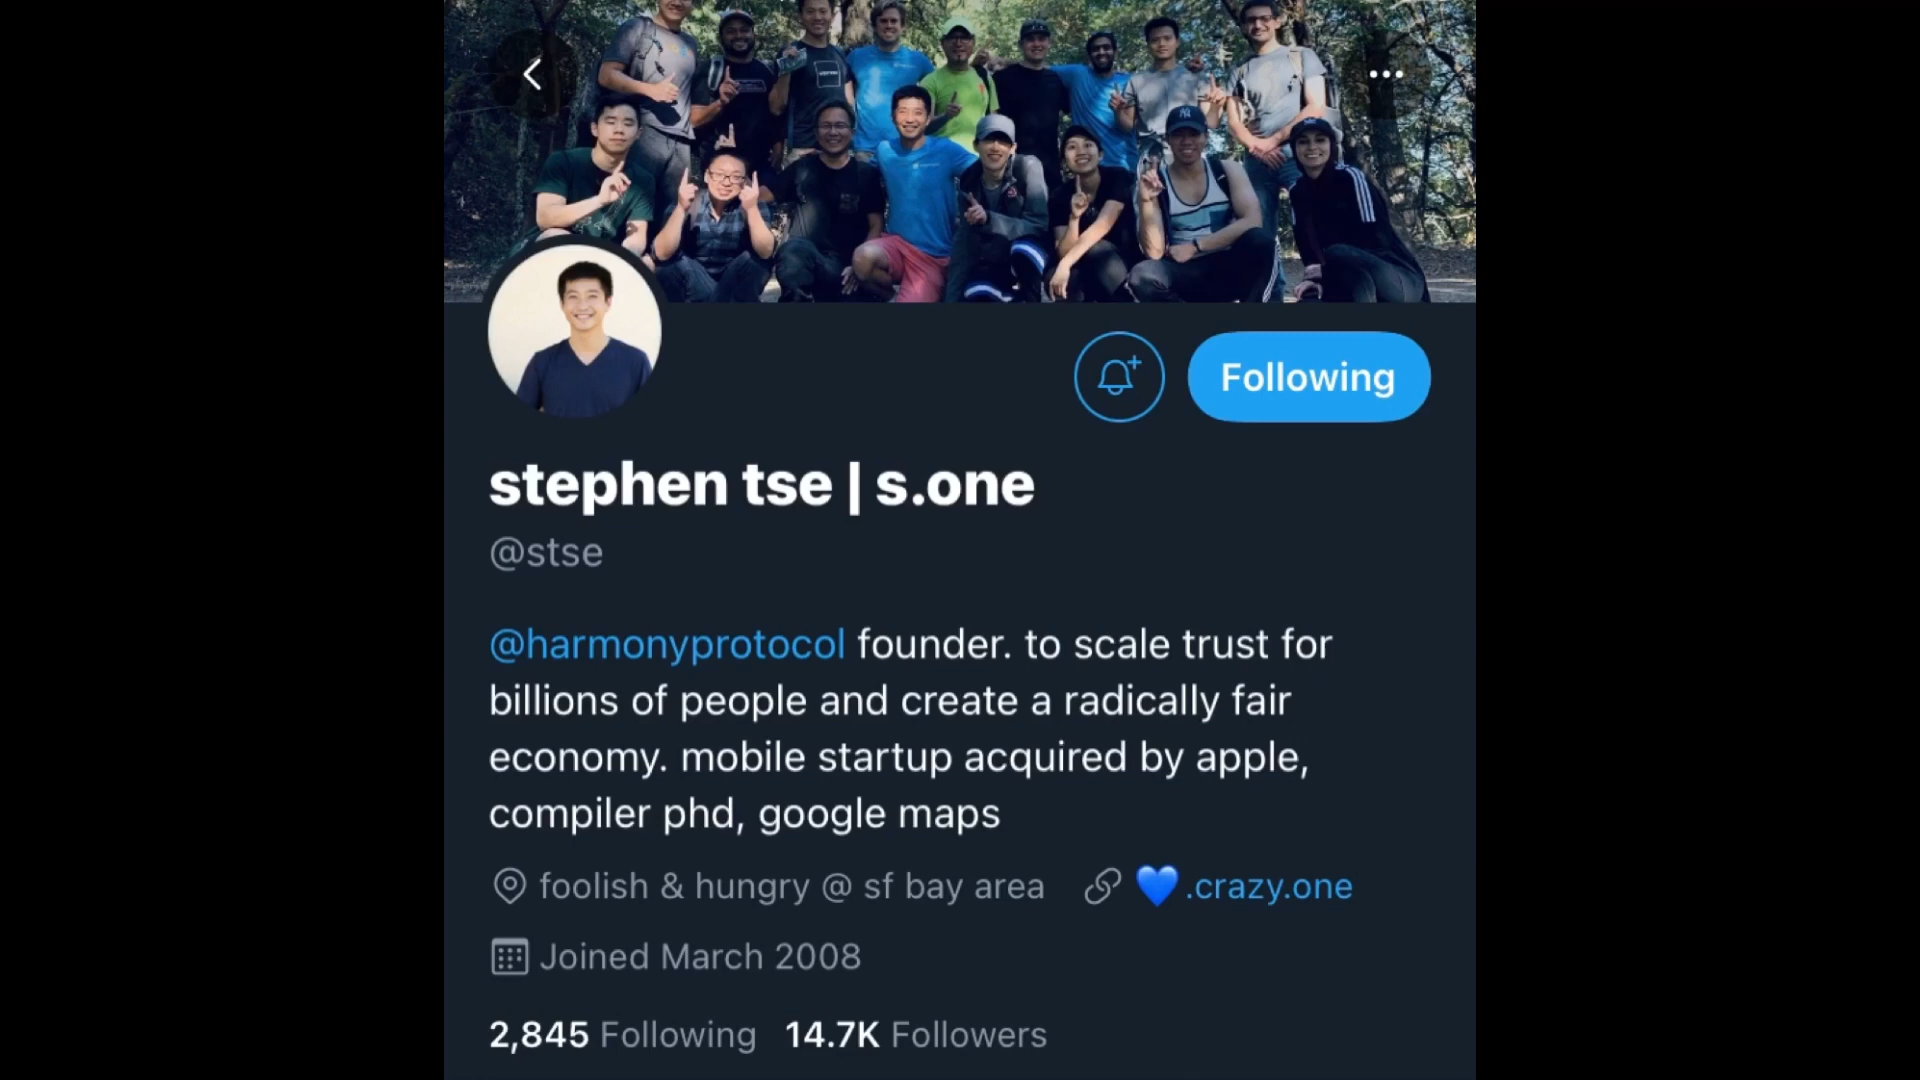 Following
stephen tse | s.one
@stse
@harmonyprotocol founder. to scale trust for
billions of people and create a radically fair
economy. mobile startup acquired by apple,
compiler phd, google maps
foolish & hungry @ sf bay area 💙.crazy.one
Joined March 2008
2,845 Following 14.7K Followers